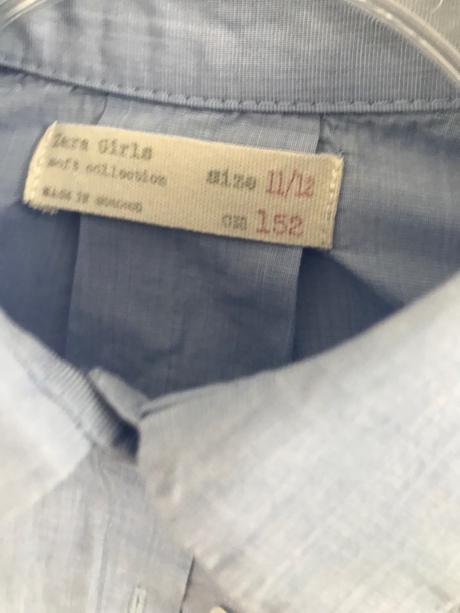 Zara Girls
soft collection
size 11/12
MADE IN MOROCCO
CM 152